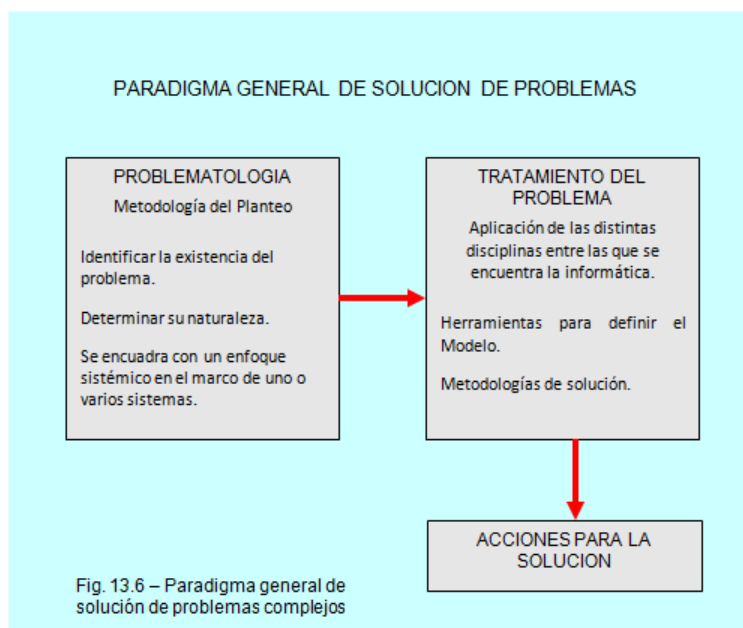 PARADIGMA GENERAL DE SOLUCION DE PROBLEMAS
PROBLEMATOLOGIA
Metodología del Planteo
Identificar la existencia del
problema.
Determinar su naturaleza.
Se encuadra con un enfoque
sistémico en el marco de uno o
varios sistemas.
TRATAMIENTO DEL
PROBLEMA
Aplicación de las distintas
disciplinas entre las que se
encuentra la informática.
Herramientas para definir el
Modelo.
Metodologías de solución.
ACCIONES PARA LA
SOLUCION
Fig. 13.6 – Paradigma general de
solución de problemas complejos